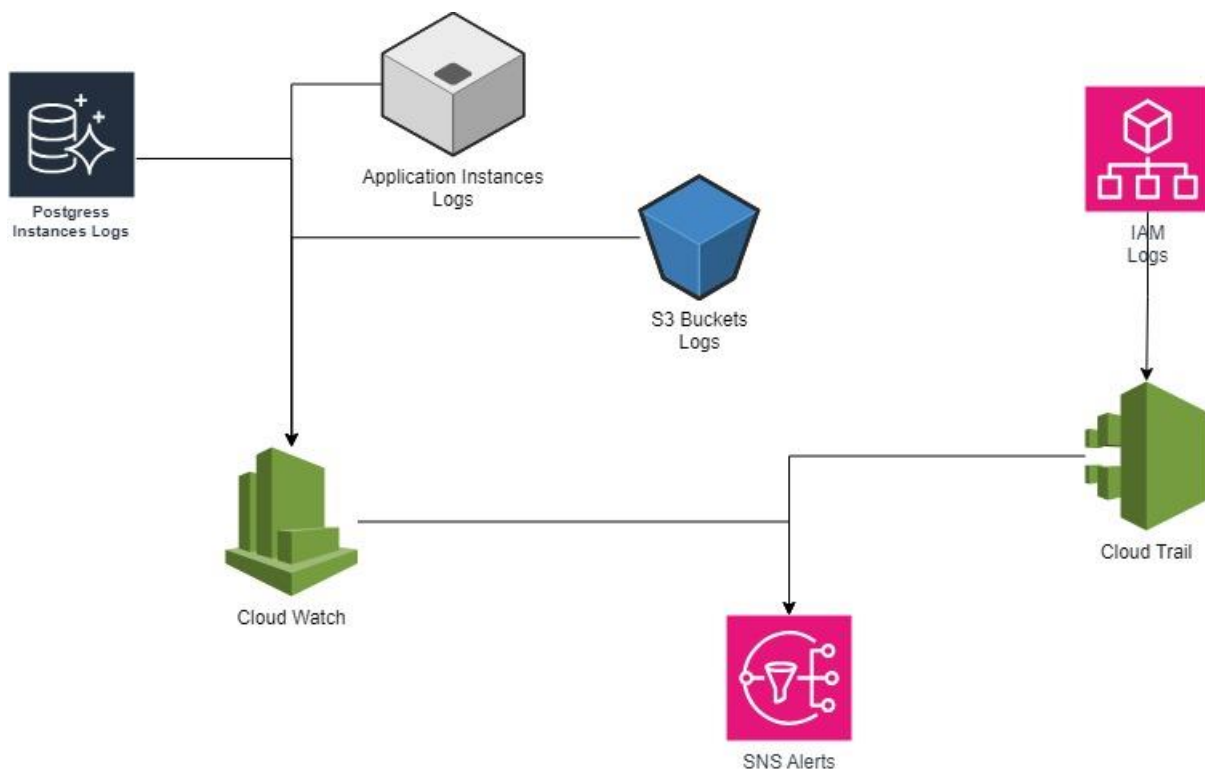 Application Instances
Logs
Postgress
Instances Logs
IAM
Logs
S3 Buckets
Logs
Cloud Trail
Cloud Watch
SNS Alerts